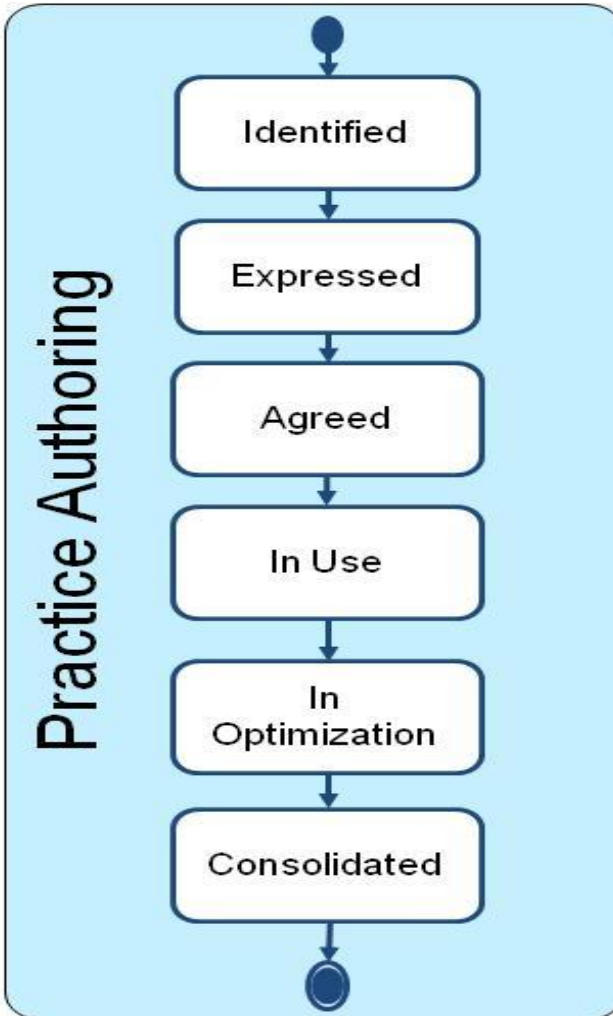 Practice Authoring
Identified
Expressed
Agreed
In Use
In
Optimization
Consolidated